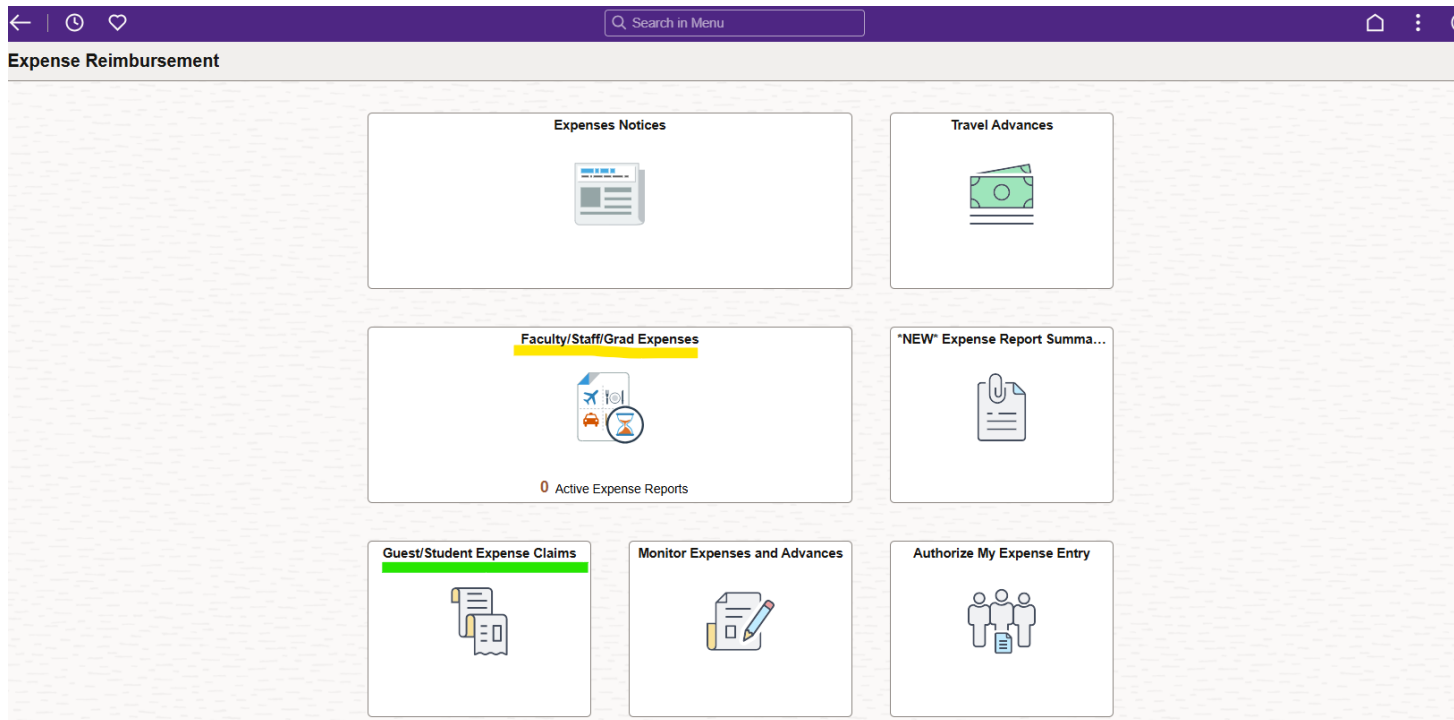 Search in Menu
Expense Reimbursement
Expenses Notices
Travel Advances
Faculty/Staff/Grad Expenses
*NEW* Expense Report Summa...
0 Active Expense Reports
Guest/Student Expense Claims
Monitor Expenses and Advances
Authorize My Expense Entry